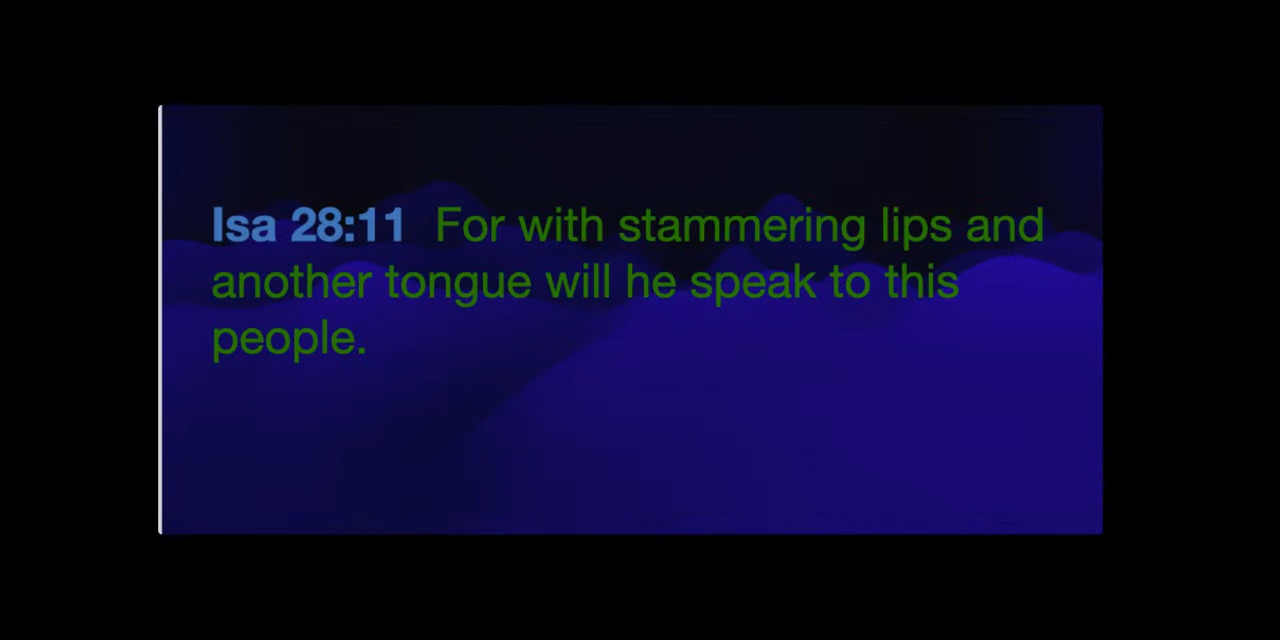 Isa 28:11 For with stammering lips and
another tongue will he speak to this
people.